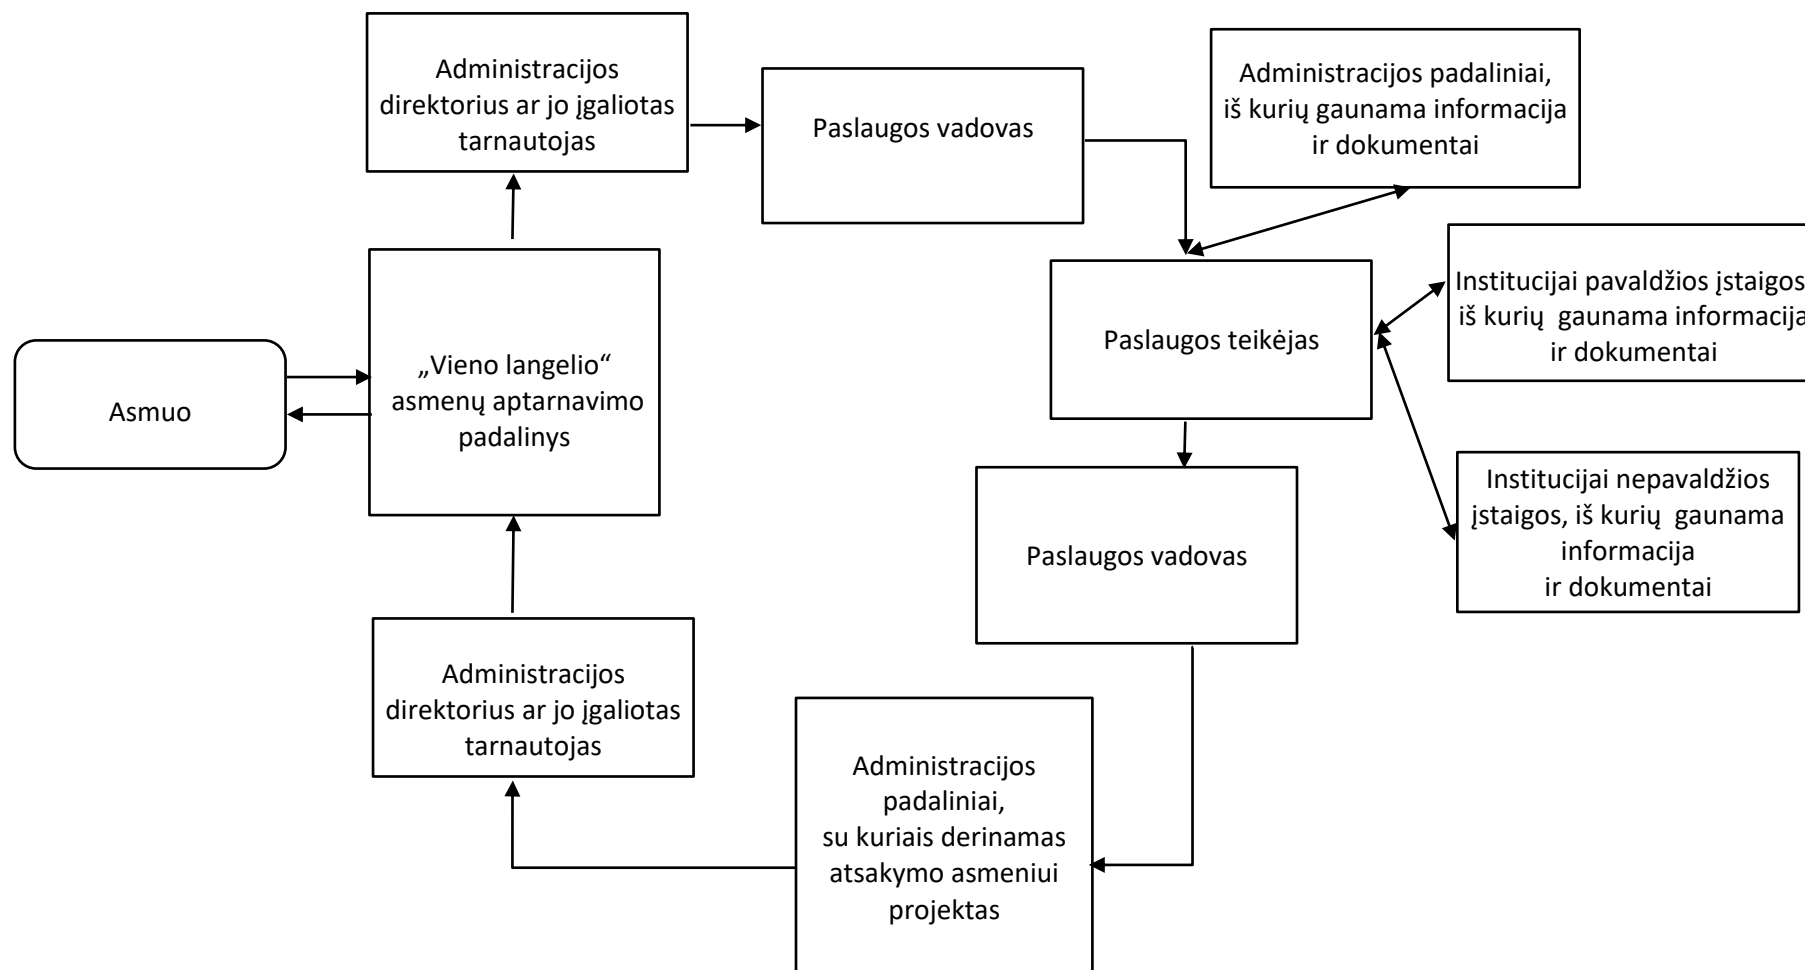 Administracijos
direktorius ar jo įgaliotas
tarnautojas
Paslaugos vadovas
Administracijos padaliniai,
iš kurių gaunama informacija
ir dokumentai
Institucijai pavaldžios įstaigos
iš kurių gaunama informacija
ir dokumentai
Paslaugos teikėjas
„Vieno langelio“
asmenų aptarnavimo
padalinys
Asmuo
Institucijai nepavaldžios
įstaigos, iš kurių gaunama
informacija
ir dokumentai
Paslaugos vadovas
Administracijos
direktorius ar jo įgaliotas
tarnautojas
Administracijos
padaliniai,
su kuriais derinamas
atsakymo asmeniui
projektas